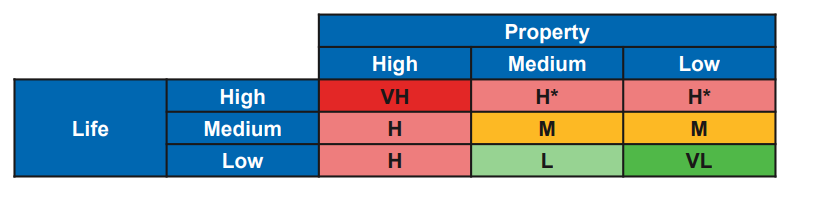 Property
High Medium Low
High VH H* H*
Life Medium H M M
Low H L VL